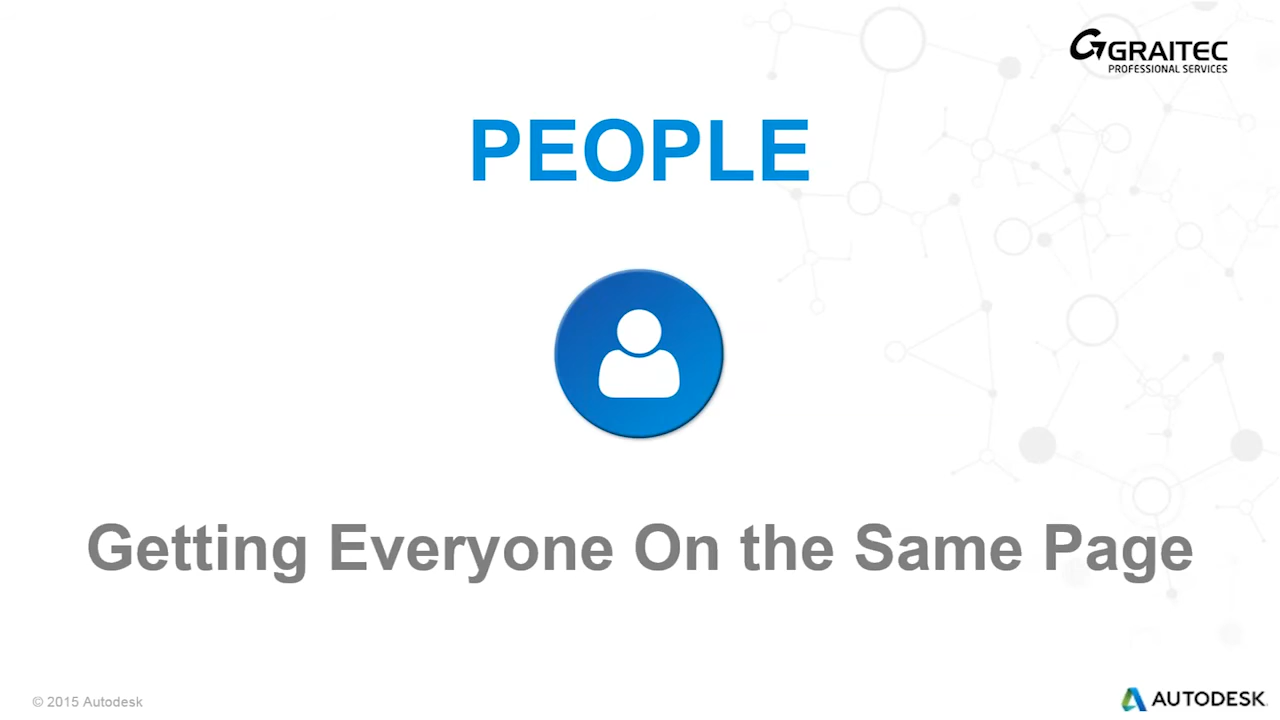 GRAITEC
PROFESSIONAL SERVICES
PEOPLE
Getting Everyone On the Same Page
© 2015 Autodesk
AUTODESK.